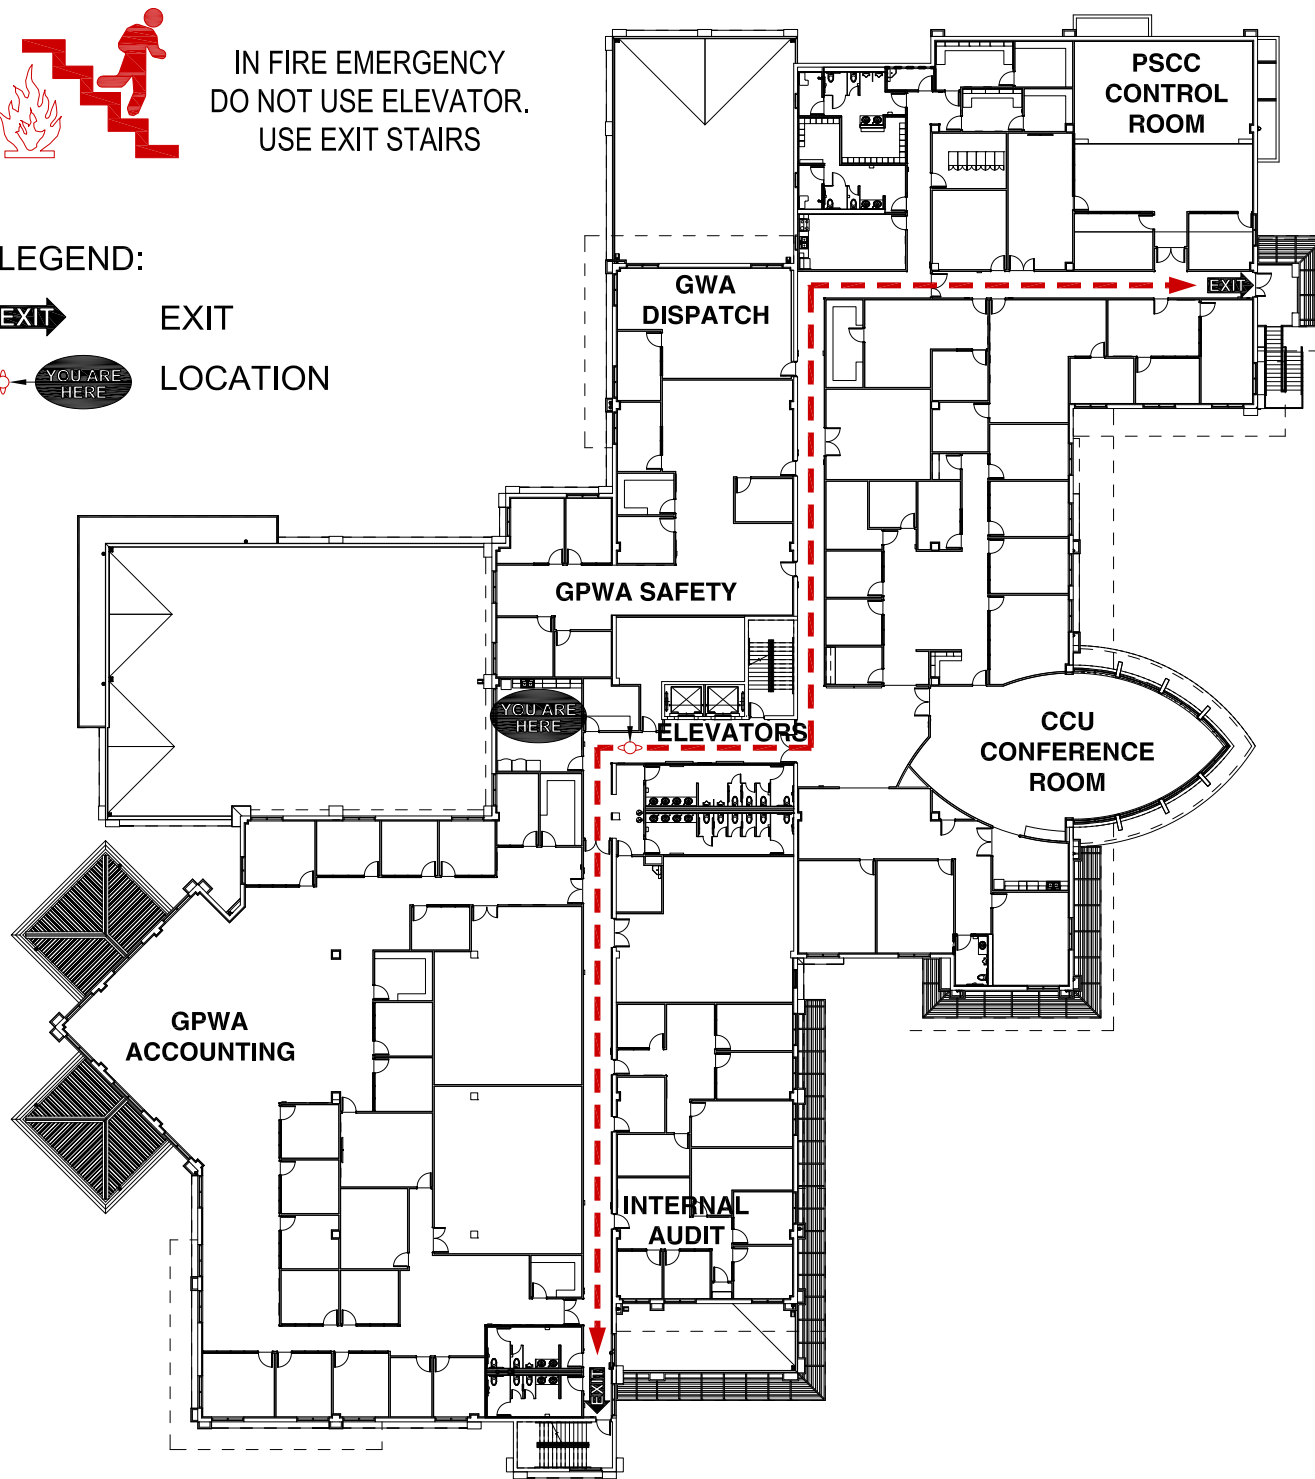 IN FIRE EMERGENCY
DO NOT USE ELEVATOR.
USE EXIT STAIRS
LEGEND:
EXIT
EXIT
YOU ARE
HERE
LOCATION
PSCC
CONTROL
ROOM
GWA
DISPATCH
EXIT
GPWA SAFETY
YOU ARE
HERE
ELEVATORS
CCU
CONFERENCE
ROOM
GPWA
ACCOUNTING
INTERNAL
AUDIT
EXIT